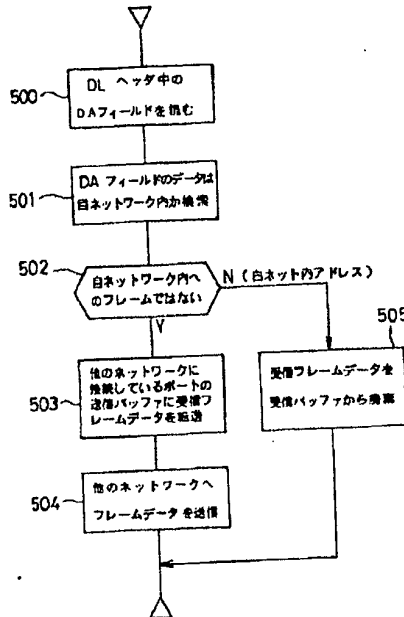 500
DL ヘッダ中の
DAフィールドを読む
501
DA フィールドのデータは
自ネットワーク内か検索
502
自ネットワーク内へ
のフレームではない
N (自ネット内アドレス)
Y
503
他のネットワークに
接続しているポートの
送信バッファに受信フ
レームデータを転送
505
受信フレームデータを
受信バッファから廃棄
504
他のネットワークへ
フレームデータを送信